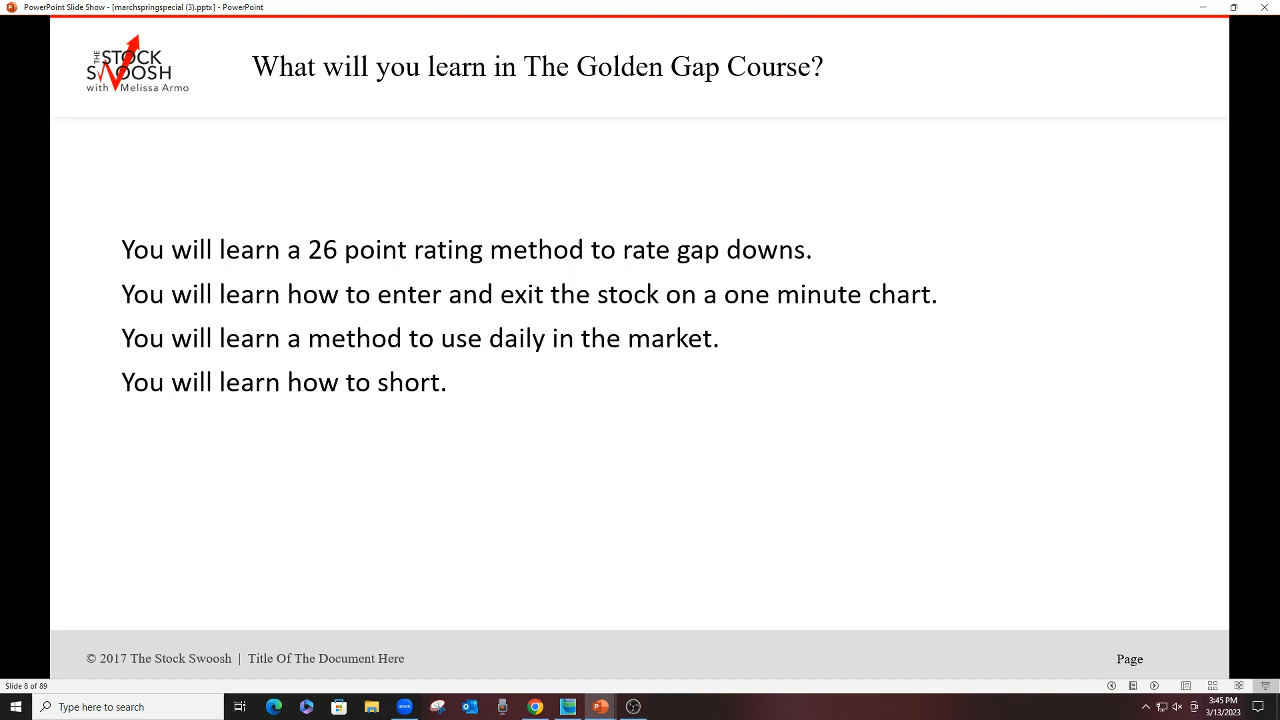 PowerPoint Slide Show - [marchspringspecial (3).pptx] - PowerPoint
THE STOCK
SWOOSH
with Melissa Armo
What will you learn in The Golden Gap Course?
You will learn a 26 point rating method to rate gap downs.
You will learn how to enter and exit the stock on a one minute chart.
You will learn a method to use daily in the market.
You will learn how to short.
© 2017 The Stock Swoosh | Title Of The Document Here
Page
Slide 8 of 89
Type here to search
zoom
3:45 PM
3/13/2023